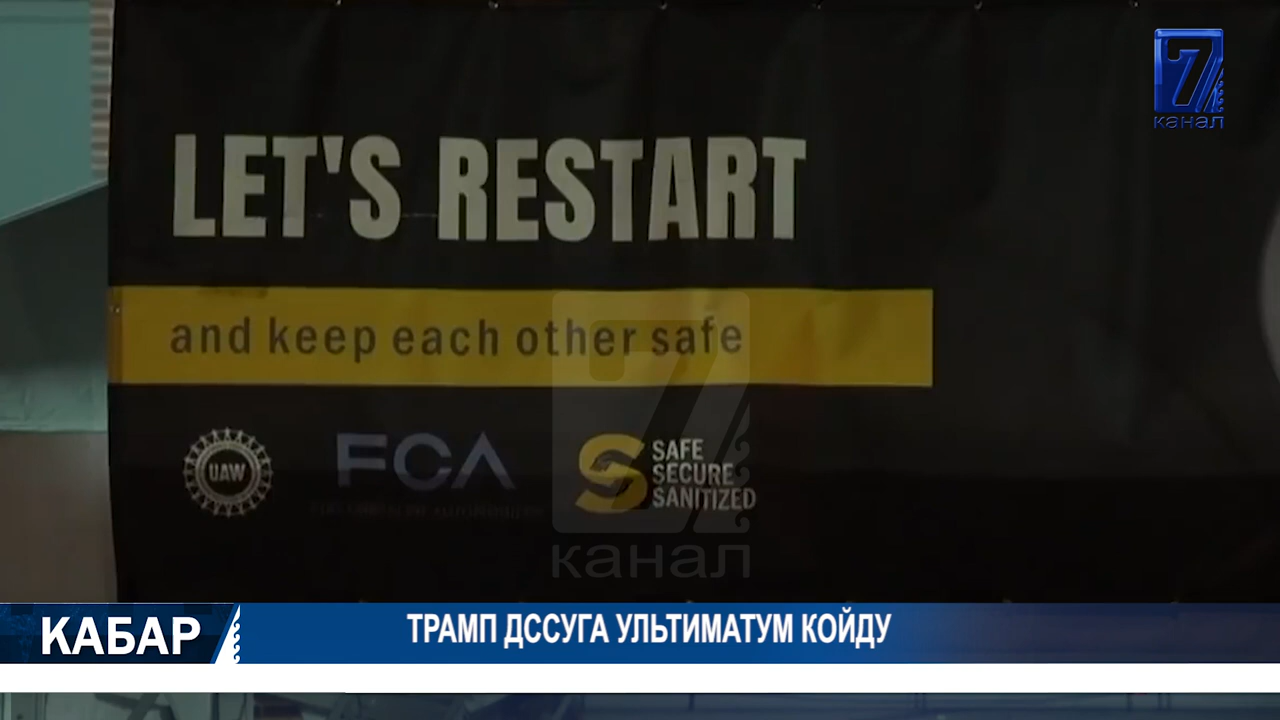 7
канал
LET'S RESTART
and keep each other safe
UAW
FCA
SAFE
SECURE
SANITIZED
7
канал
КАБАР
ТРАМП ДССУГА УЛЬТИМАТУМ КОЙДУ